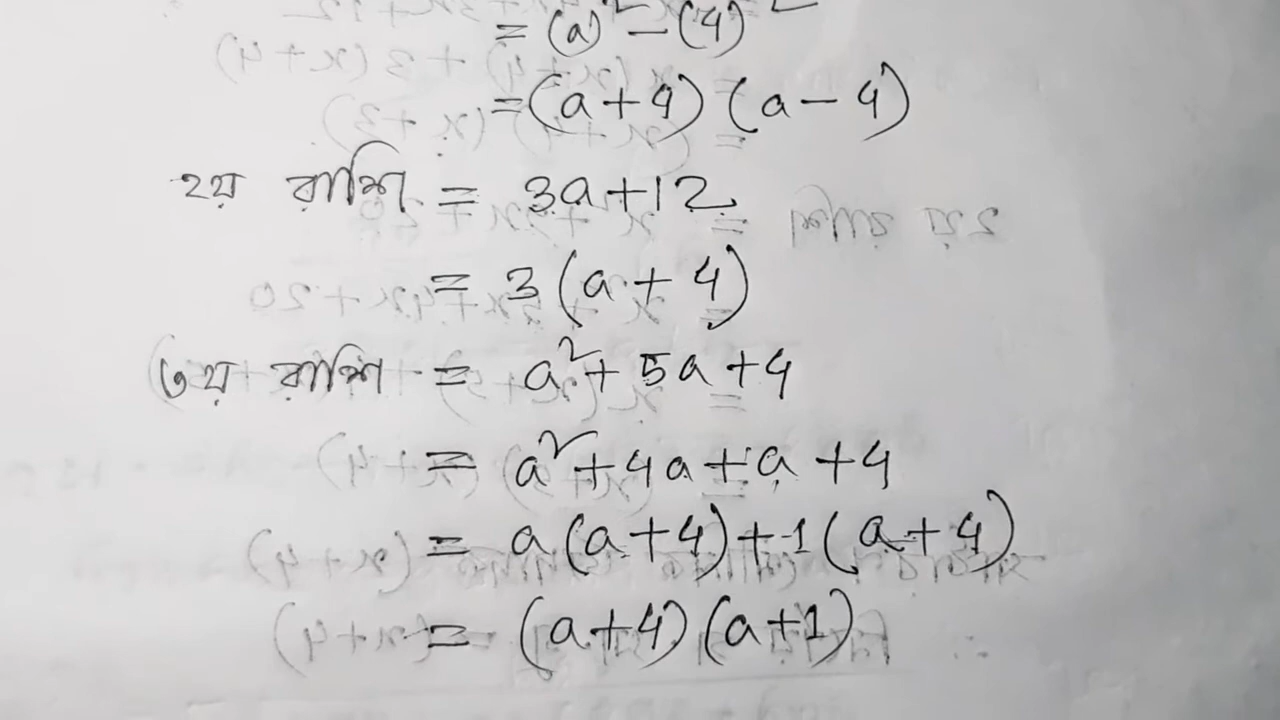 = (a)² - (4)²
= (a+4) (a-4)
২য় রাশি = 3a+12
= 3 (a+4)
৩য় রাশি = a²+5a+4
= a²+4a+a+4
= a(a+4)+1(a+4)
= (a+4) (a+1)